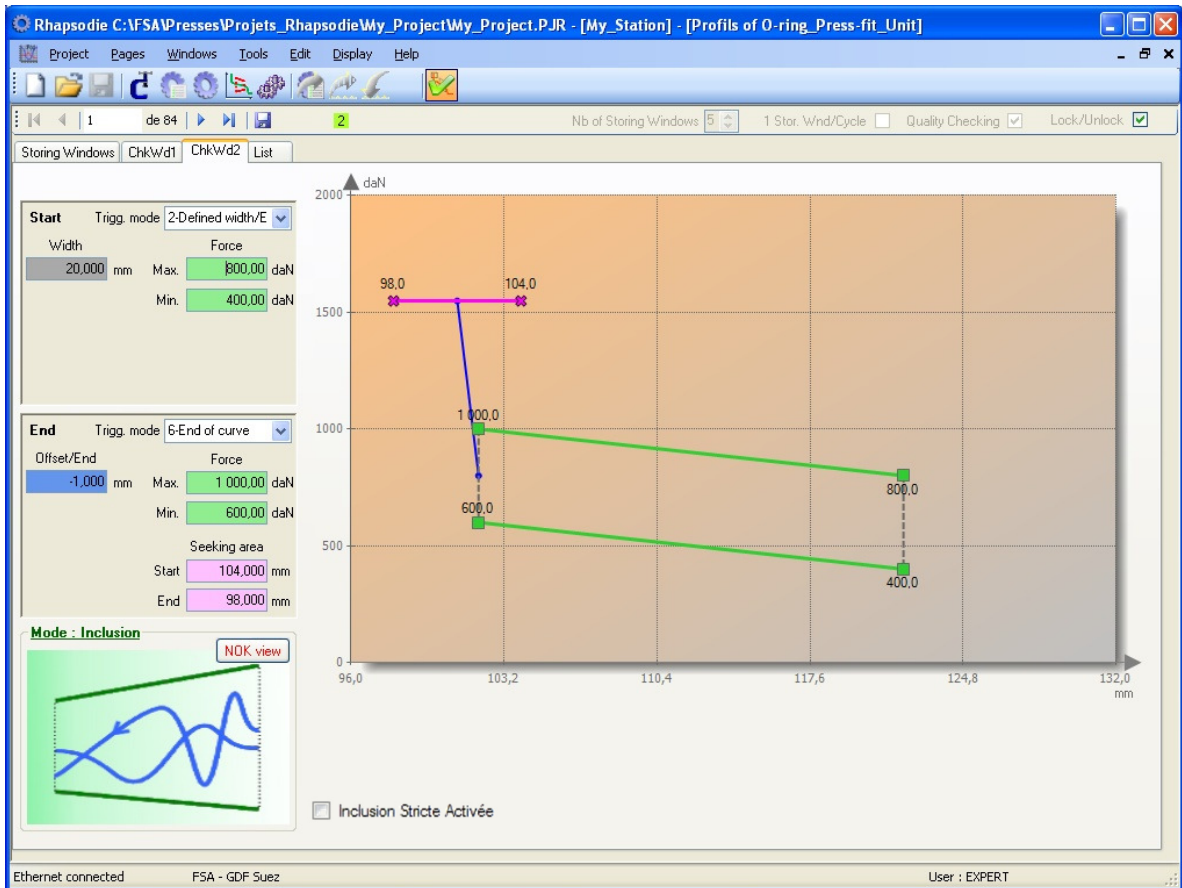 Rhapsodie C:\FSA\Presses\Projets_Rhapsodie\My_Project\My_Project.PJR - [My_Station] - [Profils of O-ring_Press-fit_Unit]
Project Pages Windows Tools Edit Display Help
1 de 84 2 Nb of Storing Windows 5 1 Stor. Wnd/Cycle Quality Checking Lock/Unlock
Storing Windows ChkWd1 ChkWd2 List
Start Trigg. mode 2-Defined width/E
Width Force
20,000 mm Max. 800,00 daN
Min. 400,00 daN
End Trigg. mode 6-End of curve
Offset/End Force
-1,000 mm Max. 1 000,00 daN
Min. 600,00 daN
Seeking area
Start 104,000 mm
End 98,000 mm
Mode : Inclusion
NOK view
daN
2000
98,0 104,0
1500
1 000,0
1000
800,0
600,0
500
400,0
0
96,0 103,2 110,4 117,6 124,8 132,0
mm
Inclusion Stricte Activée
Ethernet connected FSA - GDF Suez User : EXPERT